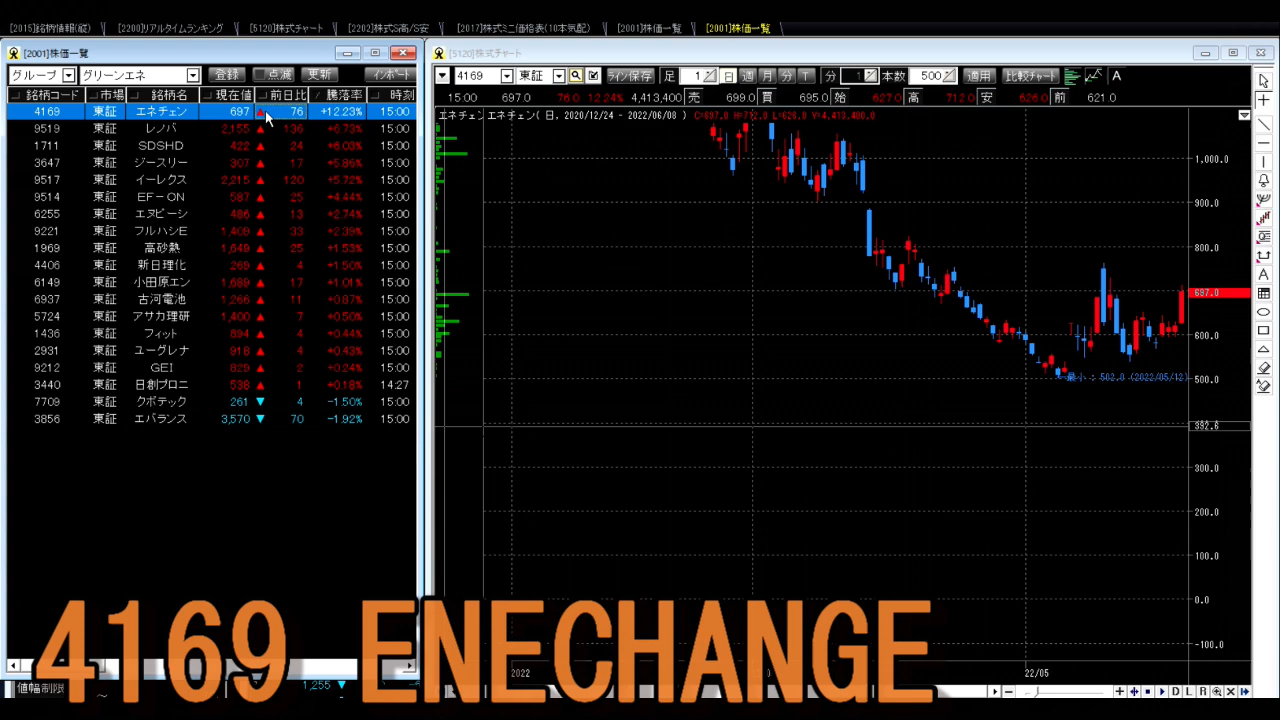 [2015]銘柄情報(縦) [2200]リアルタイムランキング [5120]株式チャート [2202]株式S高/S安 [2017]株式ミニ価格表(10本気配) [2001]株価一覧 [2001]株価一覧
[2001]株価一覧
グループ グリーンエネ 登録 点滅 更新 インポート
銘柄コード 市場 銘柄名 現在値 前日比 騰落率 時刻
4169 東証 エネチェン 697 ▲ 76 +12.23% 15:00
9519 東証 レノバ 2,155 ▲ 136 +6.73% 15:00
1711 東証 SDSHD 422 ▲ 24 +6.03% 15:00
3647 東証 ジースリー 307 ▲ 17 +5.86% 15:00
9517 東証 イーレクス 2,215 ▲ 120 +5.72% 15:00
9514 東証 EF-ON 587 ▲ 25 +4.44% 15:00
6255 東証 エヌピーシ 486 ▲ 13 +2.74% 15:00
9221 東証 フルハシE 1,409 ▲ 33 +2.39% 15:00
1969 東証 高砂熱 1,649 ▲ 25 +1.53% 15:00
4406 東証 新日理化 269 ▲ 4 +1.50% 15:00
6149 東証 小田原エン 1,689 ▲ 17 +1.01% 15:00
6937 東証 古河電池 1,266 ▲ 11 +0.87% 15:00
5724 東証 アサカ理研 1,400 ▲ 7 +0.50% 15:00
1436 東証 フィット 894 ▲ 4 +0.44% 15:00
2931 東証 ユーグレナ 918 ▲ 4 +0.43% 15:00
9212 東証 GEI 829 ▲ 2 +0.24% 15:00
3440 東証 日創プロニ 538 ▲ 1 +0.18% 14:27
7709 東証 クボテック 261 ▼ 4 -1.50% 15:00
3856 東証 エバランス 3,570 ▼ 70 -1.92% 15:00
値幅制限 ～ 1,255 ▼
[5120]株式チャート
4169 東証 ライン保存 足 1 日 週 月 分 T 分 1 本数 500 適用 比較チャート A
15:00 697.0 76.0 12.24% 4,413,400 売 699.0 買 695.0 始 627.0 高 712.0 安 626.0 前 621.0
エネチェン エネチェン( 日, 2020/12/24 - 2022/06/08 ) C=697.0 H=712.0 L=626.0 V=4,413,400.0
1,000.0
900.0
800.0
697.0
600.0
最小 : 502.0 (2022/05/12)
500.0
392.6
300.0
200.0
100.0
0.0
-100.0
2022 22/05
D L R
4169 ENECHANGE